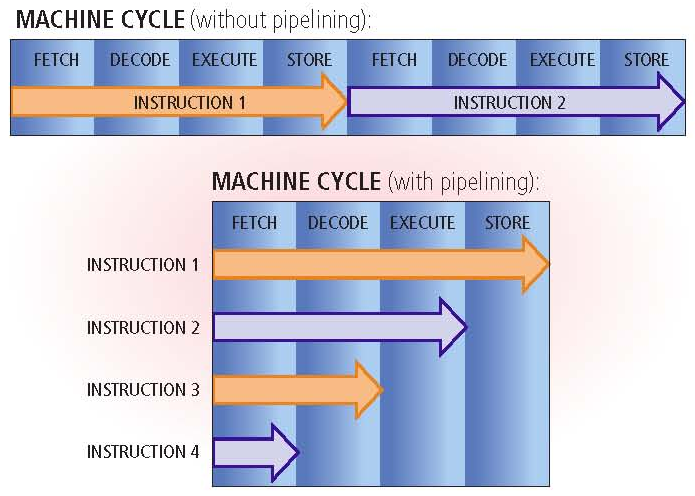 MACHINE CYCLE (without pipelining):
FETCH DECODE EXECUTE STORE FETCH DECODE EXECUTE STORE
INSTRUCTION 1 INSTRUCTION 2
MACHINE CYCLE (with pipelining):
FETCH DECODE EXECUTE STORE
INSTRUCTION 1
INSTRUCTION 2
INSTRUCTION 3
INSTRUCTION 4